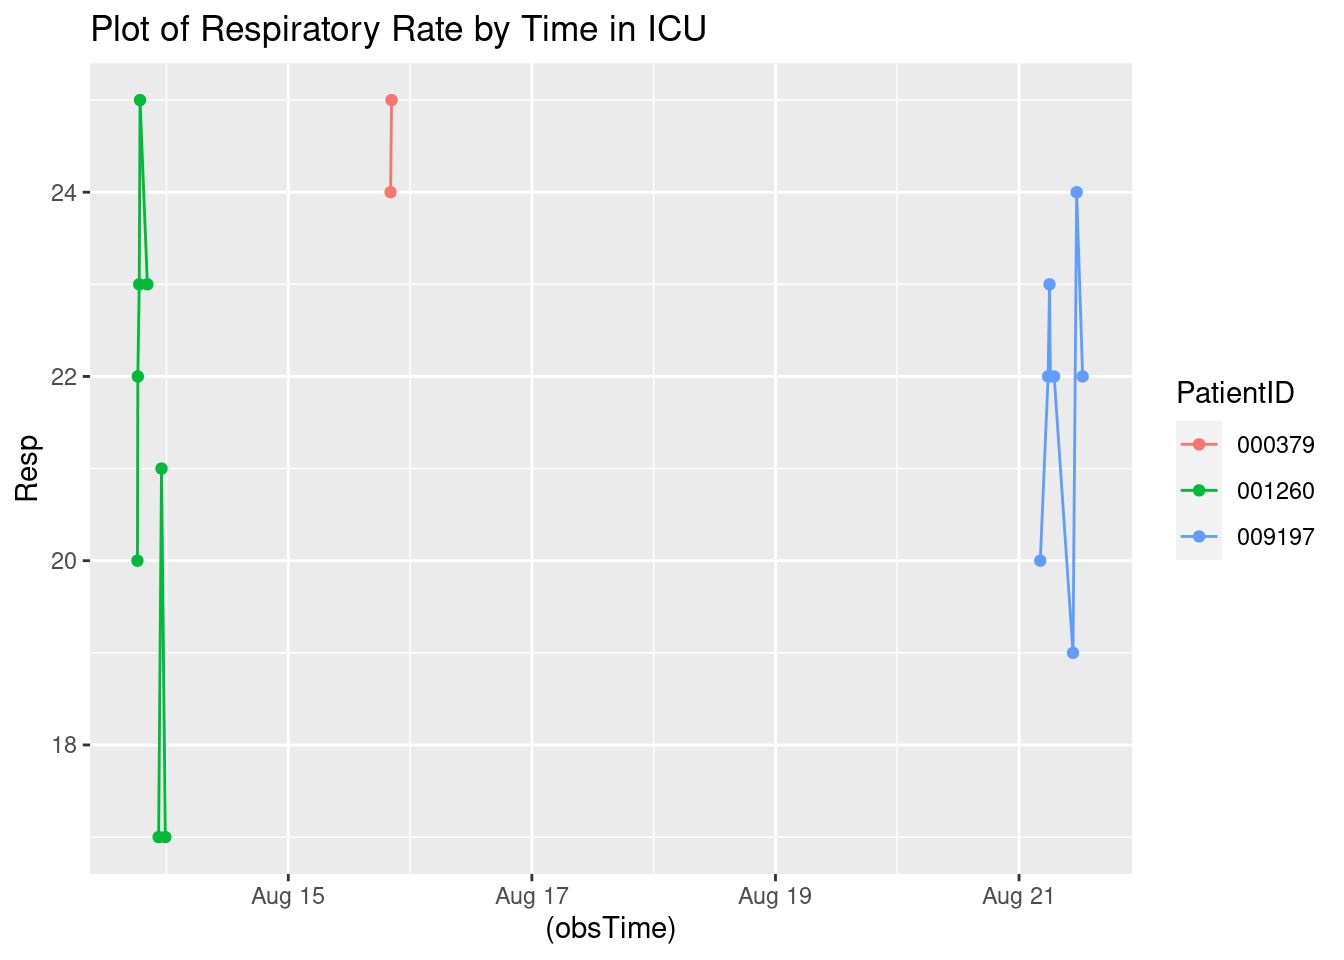 Plot of Respiratory Rate by Time in ICU
24
22
20
18
Resp
Aug 15
Aug 17
Aug 19
Aug 21
(obsTime)
PatientID
000379
001260
009197